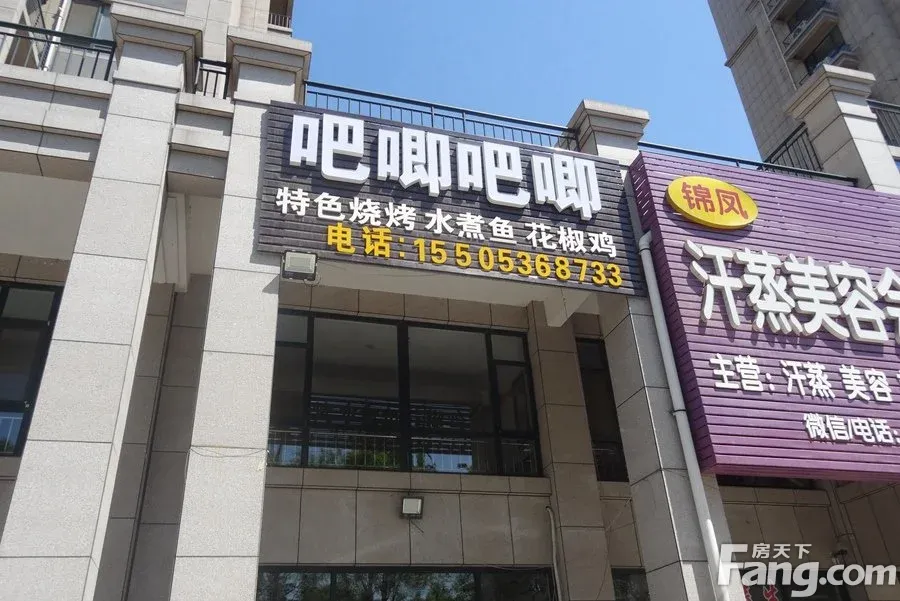 吧唧吧唧
特色烧烤 水煮鱼 花椒鸡
电话:15505368733
锦凤
汗蒸美容
主营: 汗蒸 美容
微信/电话:
房天下
Fang.com